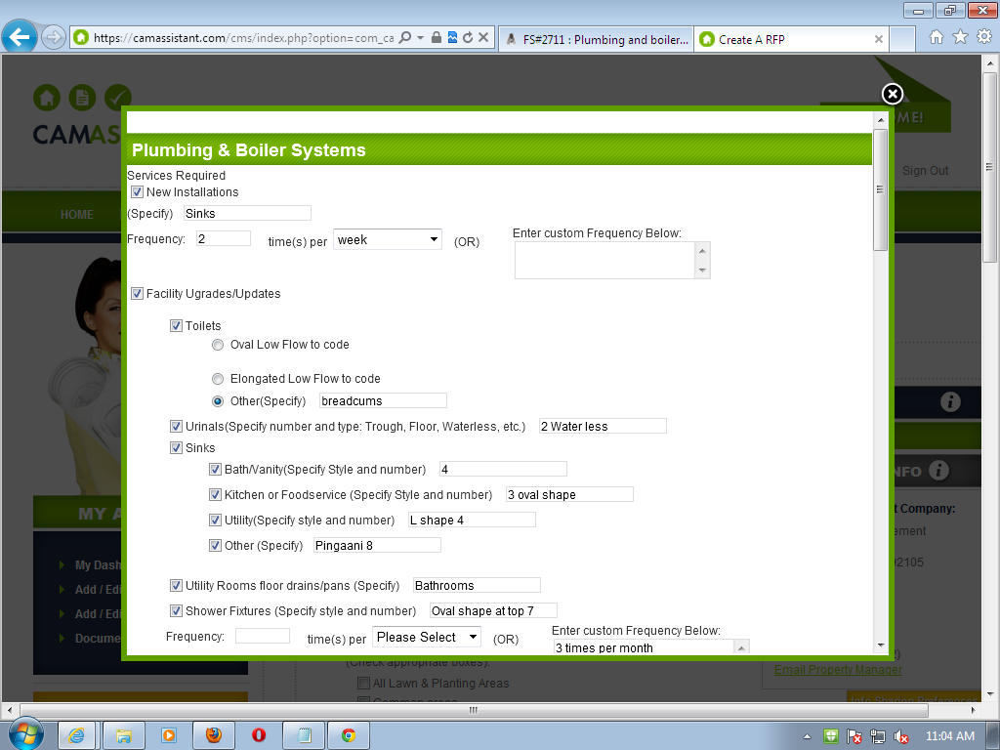 https://camassistant.com/cms/index.php?option=com_ca
FS#2711 : Plumbing and boiler...
Create A RFP
CAMAS
ME!
Sign Out
HOME
Plumbing & Boiler Systems
Services Required
New Installations
(Specify) Sinks
Frequency: 2 time(s) per week (OR)
Enter custom Frequency Below:
Facility Ugrades/Updates
Toilets
Oval Low Flow to code
Elongated Low Flow to code
Other(Specify) breadcums
Urinals(Specify number and type: Trough, Floor, Waterless, etc.) 2 Water less
Sinks
Bath/Vanity(Specify Style and number) 4
Kitchen or Foodservice (Specify Style and number) 3 oval shape
Utility(Specify style and number) L shape 4
Other (Specify) Pingaani 8
Utility Rooms floor drains/pans (Specify) Bathrooms
Shower Fixtures (Specify style and number) Oval shape at top 7
Frequency: time(s) per Please Select (OR)
Enter custom Frequency Below:
3 times per month
MY A
My Dash
Add / Edi
Add / Edi
Docume
NFO
t Company:
ement
2105
(Check appropriate boxes):
All Lawn & Planting Areas
Common areas
Email Property Manager
Info Sharing Preferences
11:04 AM